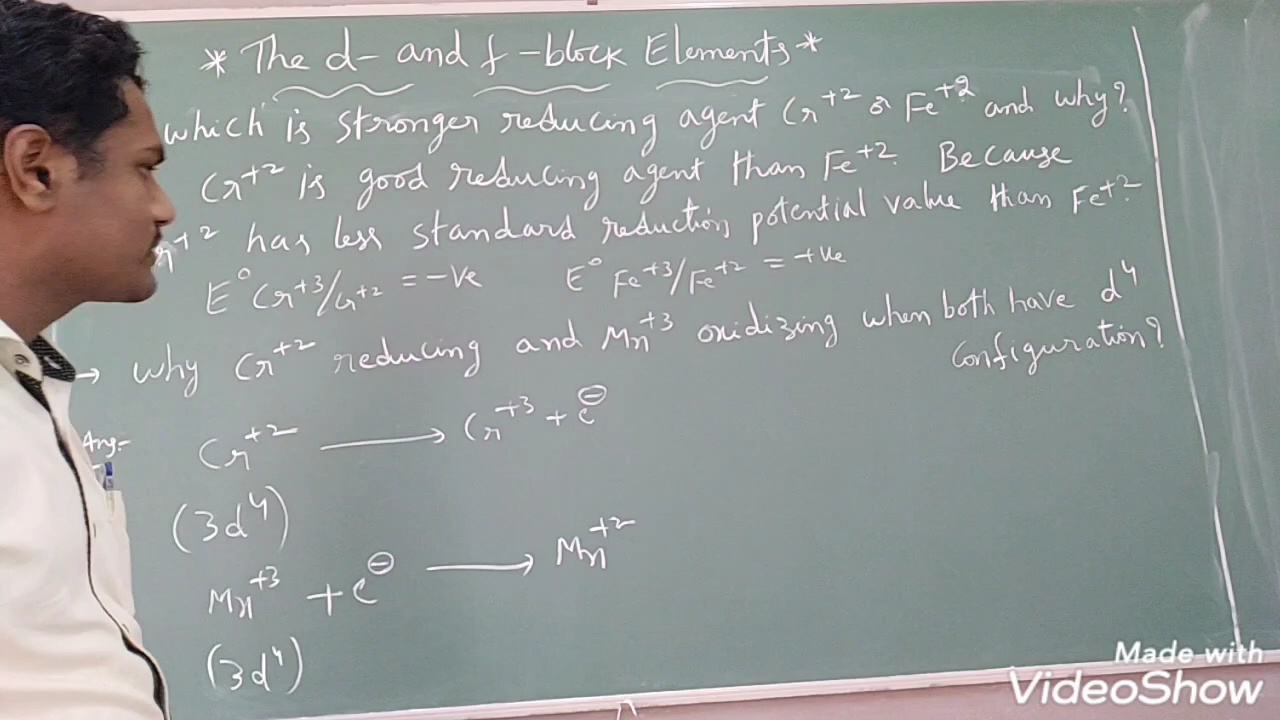 * The d- and f-block Elements *
which is stronger reducing agent Cr+2 or Fe+2 and why?
Cr+2 is good reducing agent than Fe+2. Because
r+2 has less standard reduction potential value than Fe+2.
E° Cr+3/Cr+2 = -ve E° Fe+3/Fe+2 = +ve
→ why Cr+2 reducing and Mn+3 oxidizing when both have d4
configuration?
Ans:-
Cr+2 ⟶ Cr+3 + e⊖
(3d4)
Mn+3 + e⊖ ⟶ Mn+2
(3d4)
Made with
VideoShow